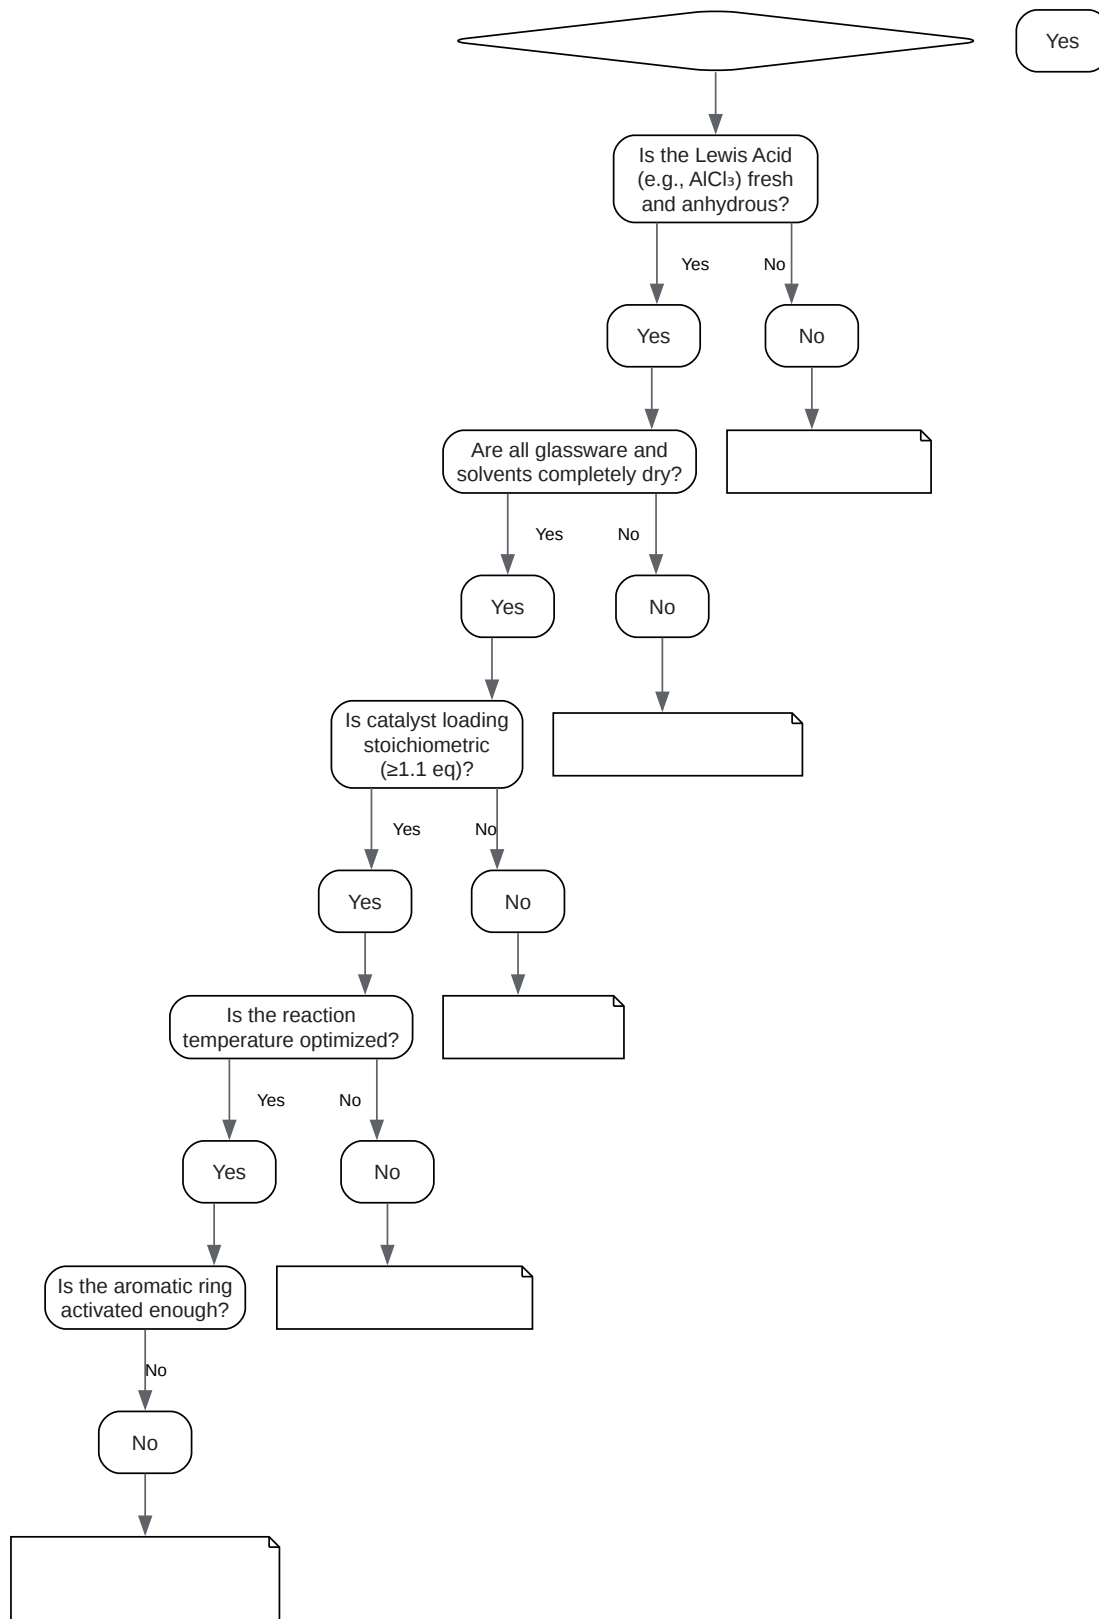 Yes
Is the Lewis Acid
(e.g., AlCl₃) fresh
and anhydrous?
Yes
No
Yes
No
Are all glassware and
solvents completely dry?
Yes
No
Yes
No
Is catalyst loading
stoichiometric
(≥1.1 eq)?
Yes
No
Yes
No
Is the reaction
temperature optimized?
Yes
No
Yes
No
Is the aromatic ring
activated enough?
No
No